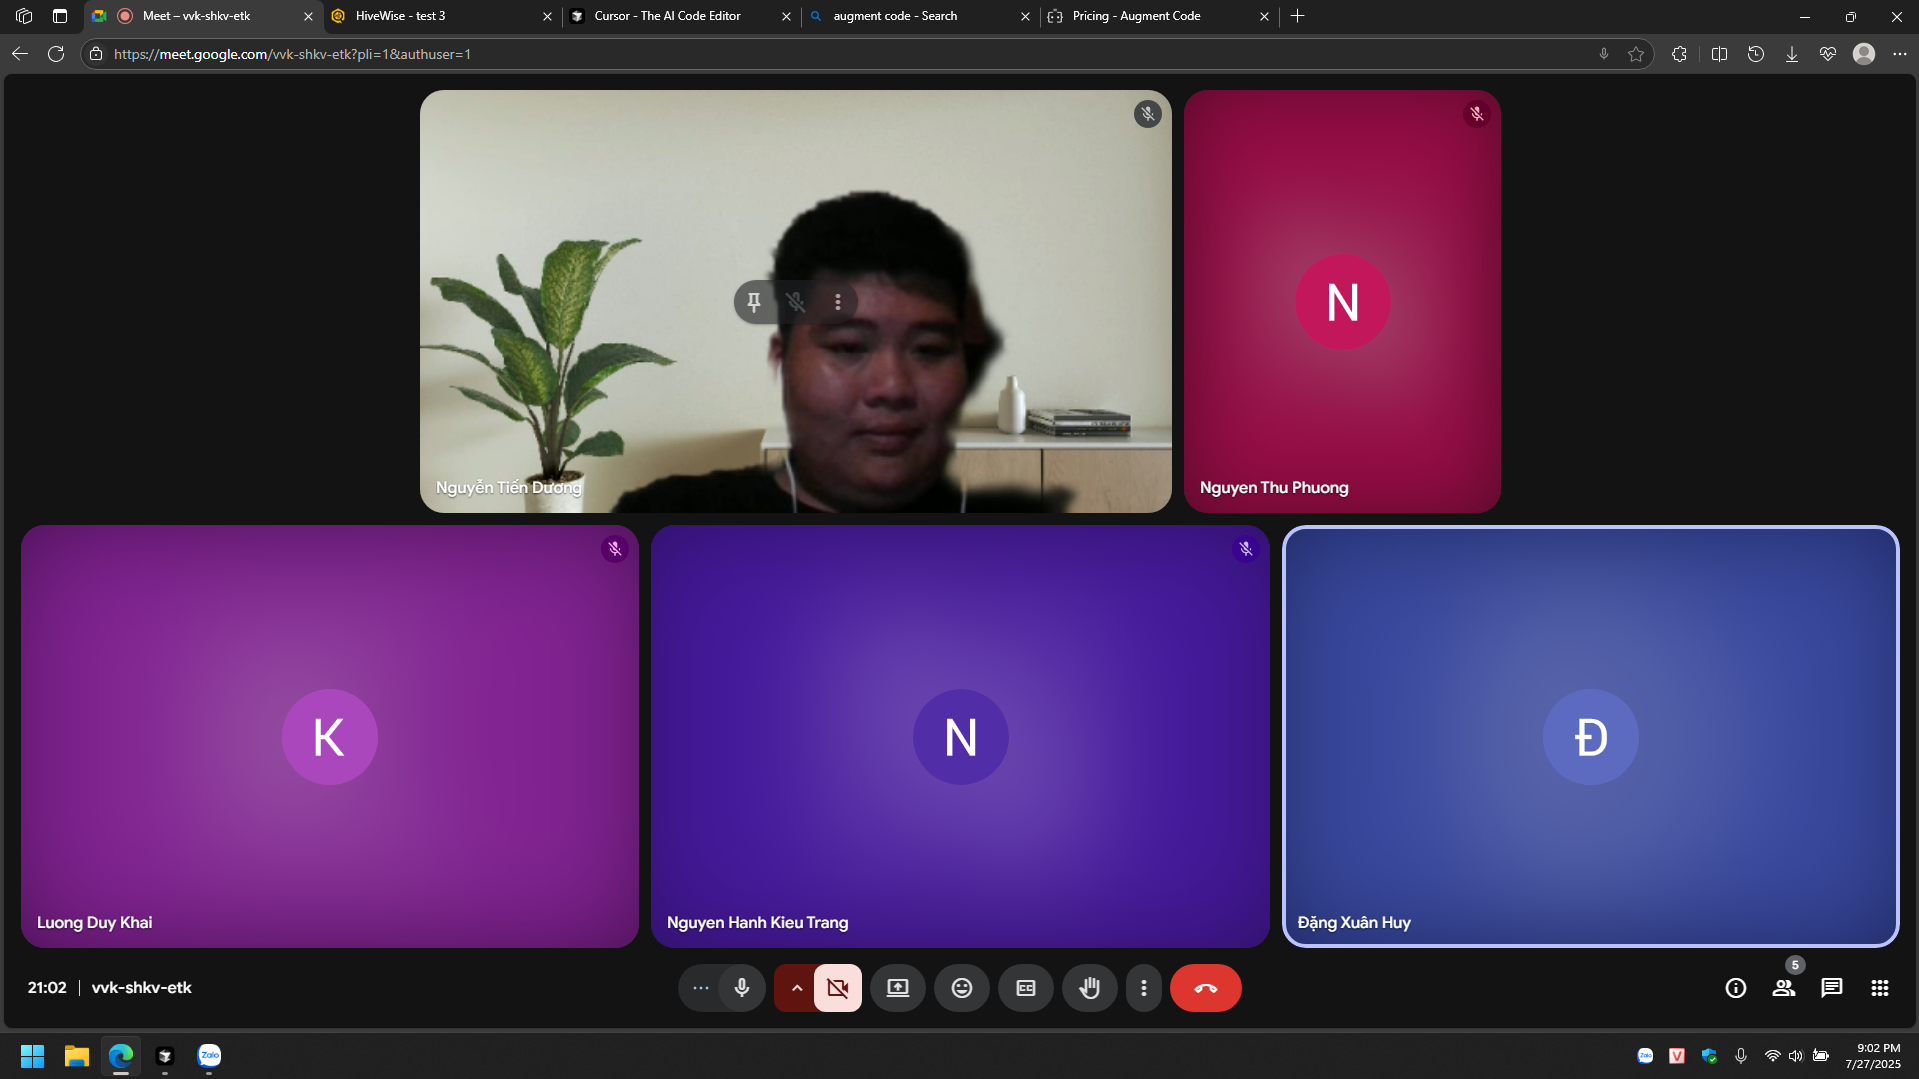 Meet – vvk-shkv-etk
HiveWise - test 3
Cursor - The AI Code Editor
augment code - Search
Pricing - Augment Code
https://meet.google.com/vvk-shkv-etk?pli=1&authuser=1
Nguyễn Tiến Dương
N
Nguyen Thu Phuong
K
Luong Duy Khai
N
Nguyen Hanh Kieu Trang
Đ
Đặng Xuân Huy
21:02 | vvk-shkv-etk
CC
5
Zalo
Zalo
V
9:02 PM
7/27/2025